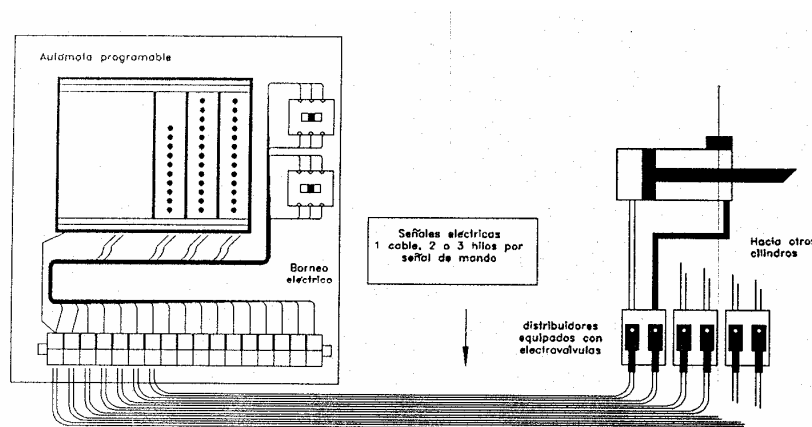 Autómata programable
Borneo
eléctrico
Señales eléctricas
1 cable, 2 o 3 hilos por
señal de mando
Hacia otros
cilindros
distribuidores
equipados con
electroválvulas